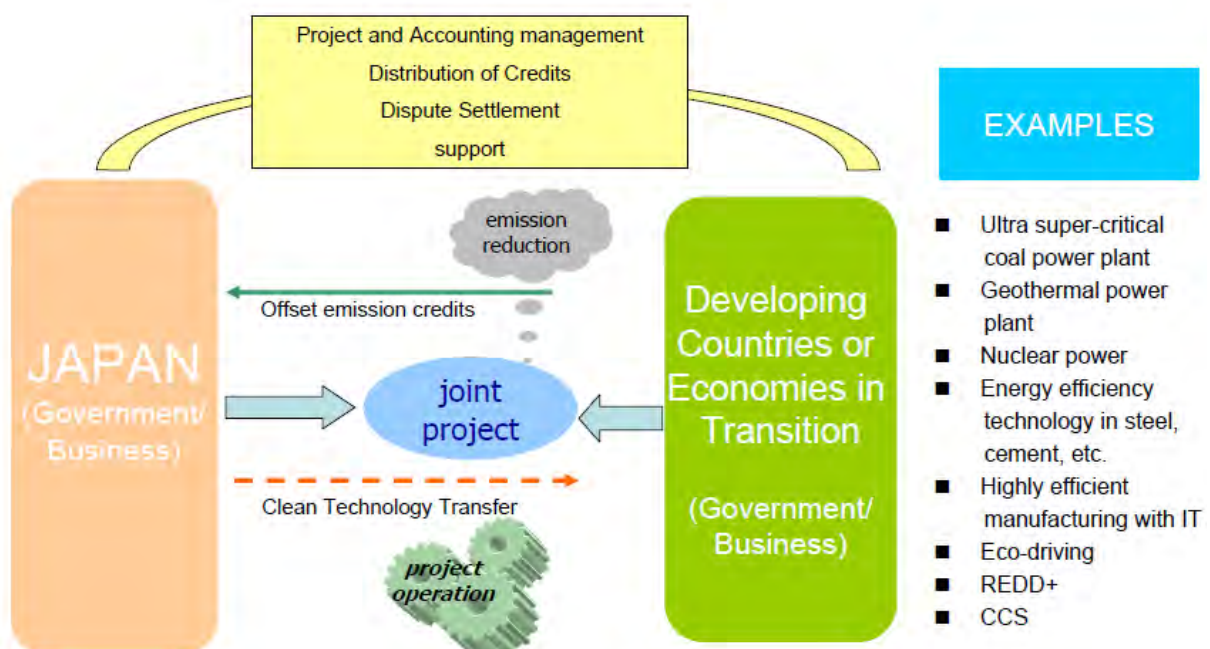 Project and Accounting management
Distribution of Credits
Dispute Settlement
support
EXAMPLES
emission
reduction
Offset emission credits
JAPAN
(Government/
Business)
joint
project
Clean Technology Transfer
project
operation
Developing
Countries or
Economies in
Transition
(Government/
Business)
■ Ultra super-critical
coal power plant
■ Geothermal power
plant
■ Nuclear power
■ Energy efficiency
technology in steel,
cement, etc.
■ Highly efficient
manufacturing with IT
■ Eco-driving
■ REDD+
■ CCS